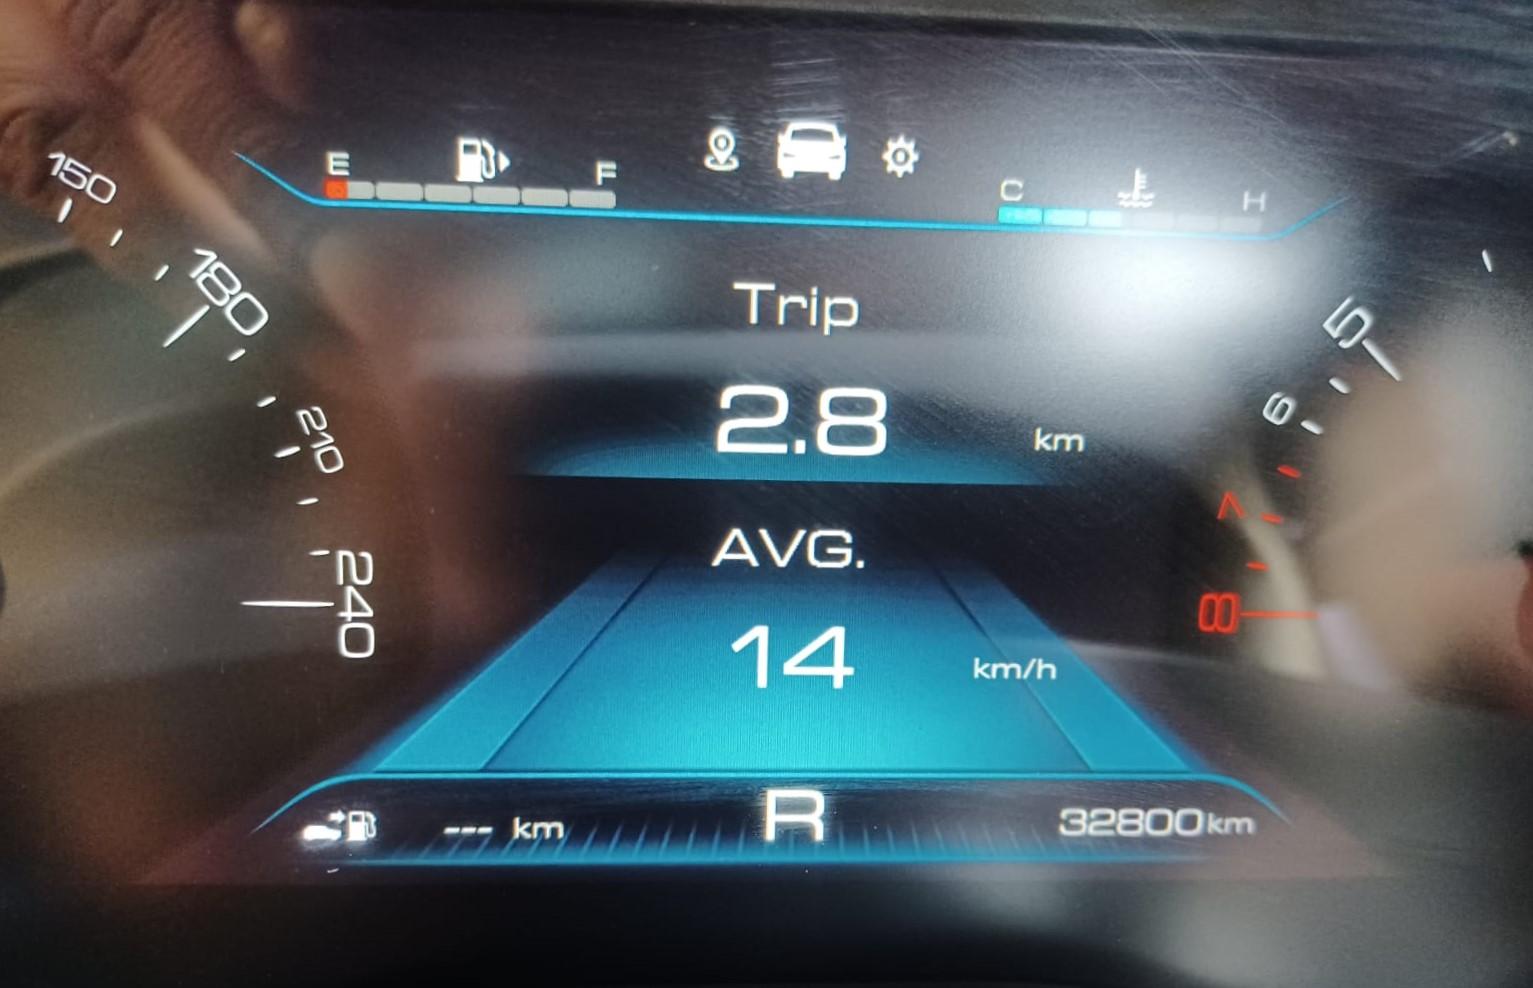 E F
C H
150
180
210
240
Trip
2.8 km
AVG.
14 km/h
5
6
7
8
--- km R 32800km